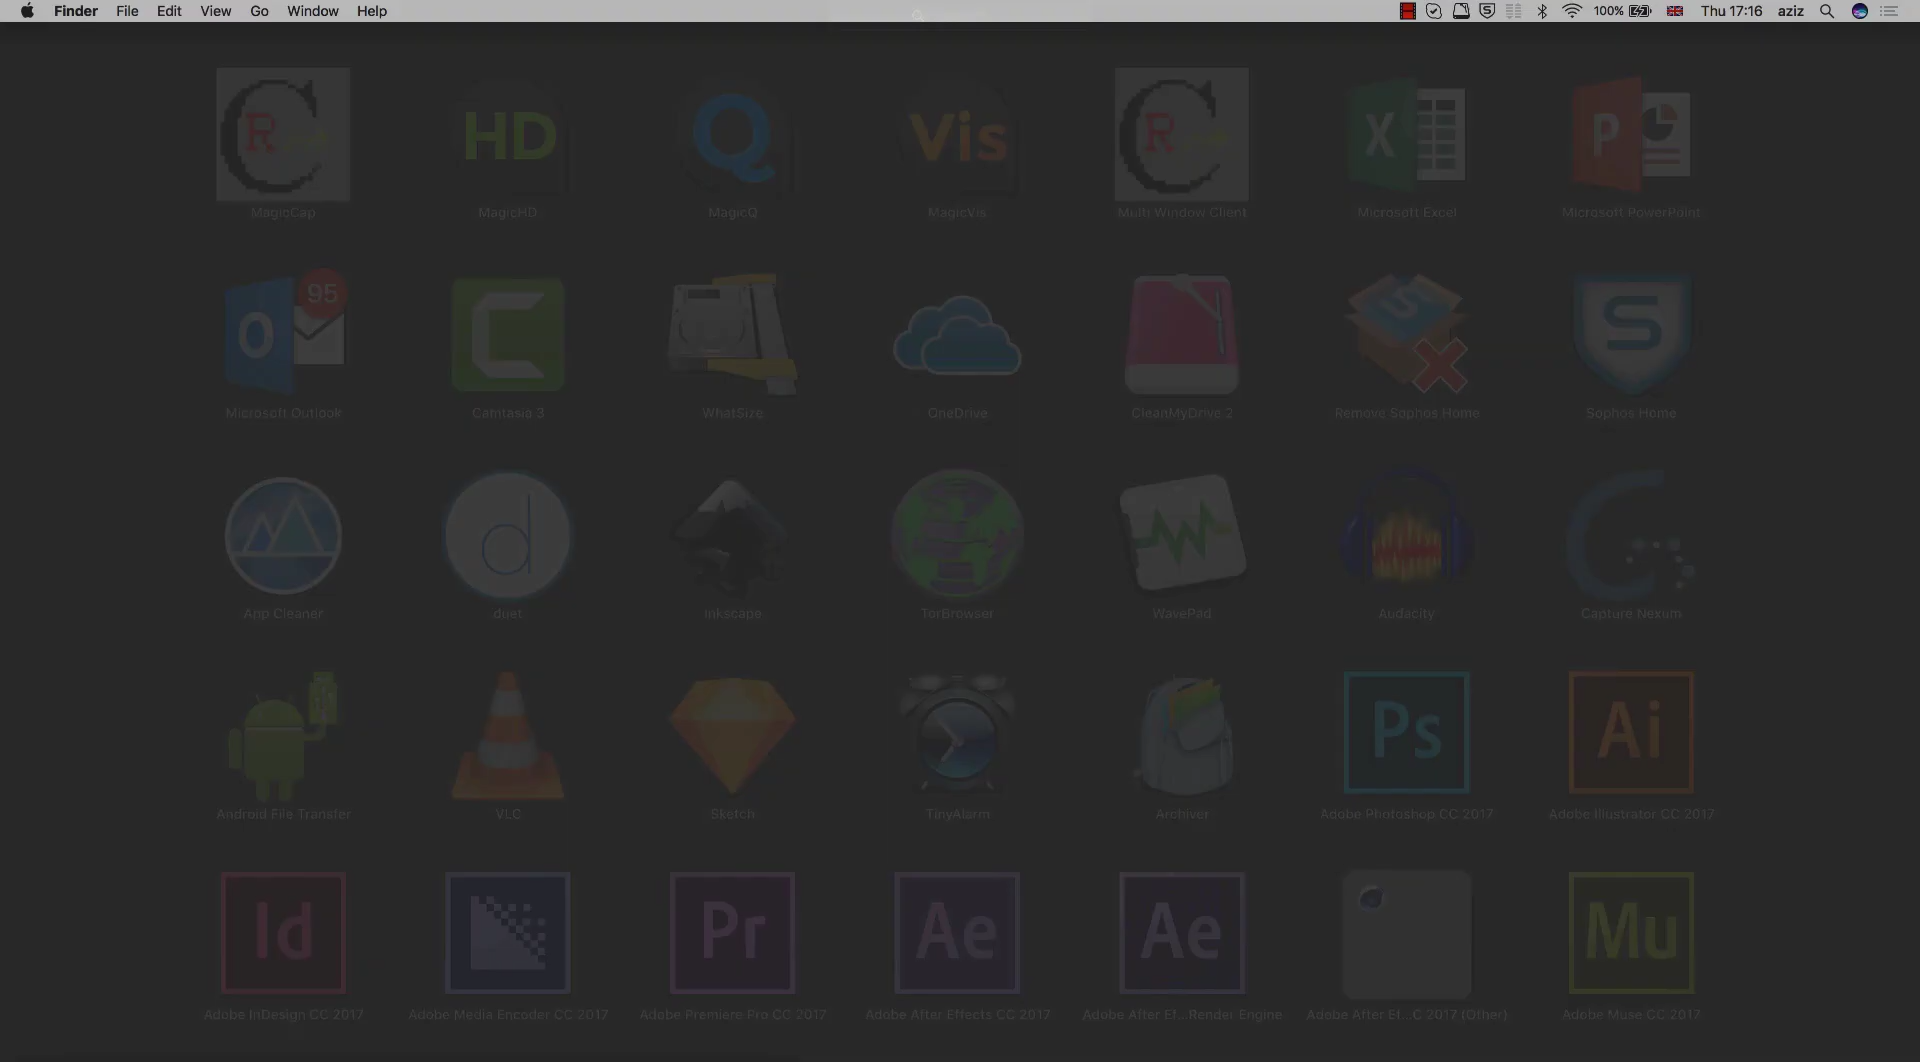 Finder File Edit View Go Window Help 100% Thu 17:16 aziz
R HD Q Vis R X P
MagicCap MagicHD MagicQ MagicVis Multi Window Client Microsoft Excel Microsoft PowerPoint
O 95 C S
Microsoft Outlook Camtasia 3 WhatSize OneDrive CleanMyDrive 2 Remove Sophos Home Sophos Home
d
App Cleaner duet Inkscape TorBrowser WavePad Audacity Capture Nexum
Ps Ai
Android File Transfer VLC Sketch TinyAlarm Archiver Adobe Photoshop CC 2017 Adobe Illustrator CC 2017
Id Pr Ae Ae Mu
Adobe InDesign CC 2017 Adobe Media Encoder CC 2017 Adobe Premiere Pro CC 2017 Adobe After Effects CC 2017 Adobe After Ef...Render Engine Adobe After Ef...C 2017 (Other) Adobe Muse CC 2017